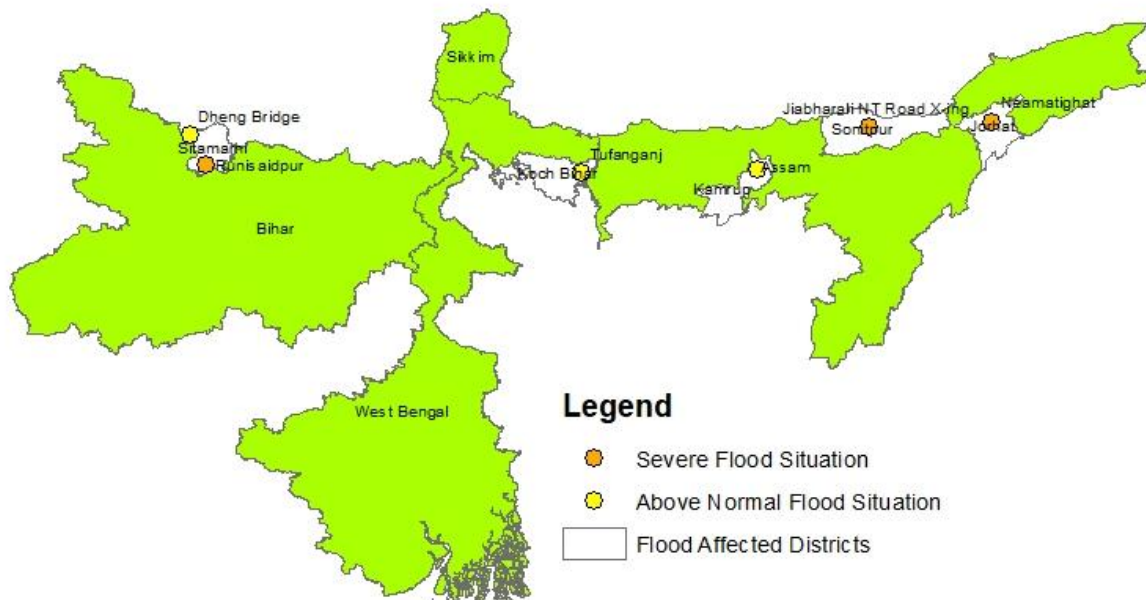 Sikkim
Dheng Bridge
Sitamarhi
Runisaidpur
Bihar
Koch Bihar
Tufanganj
Kamrup
Assam
Jiabharali NT Road X-ing
Sonitpur
Neamatighat
Jorhat
West Bengal
Legend
Severe Flood Situation
Above Normal Flood Situation
Flood Affected Districts